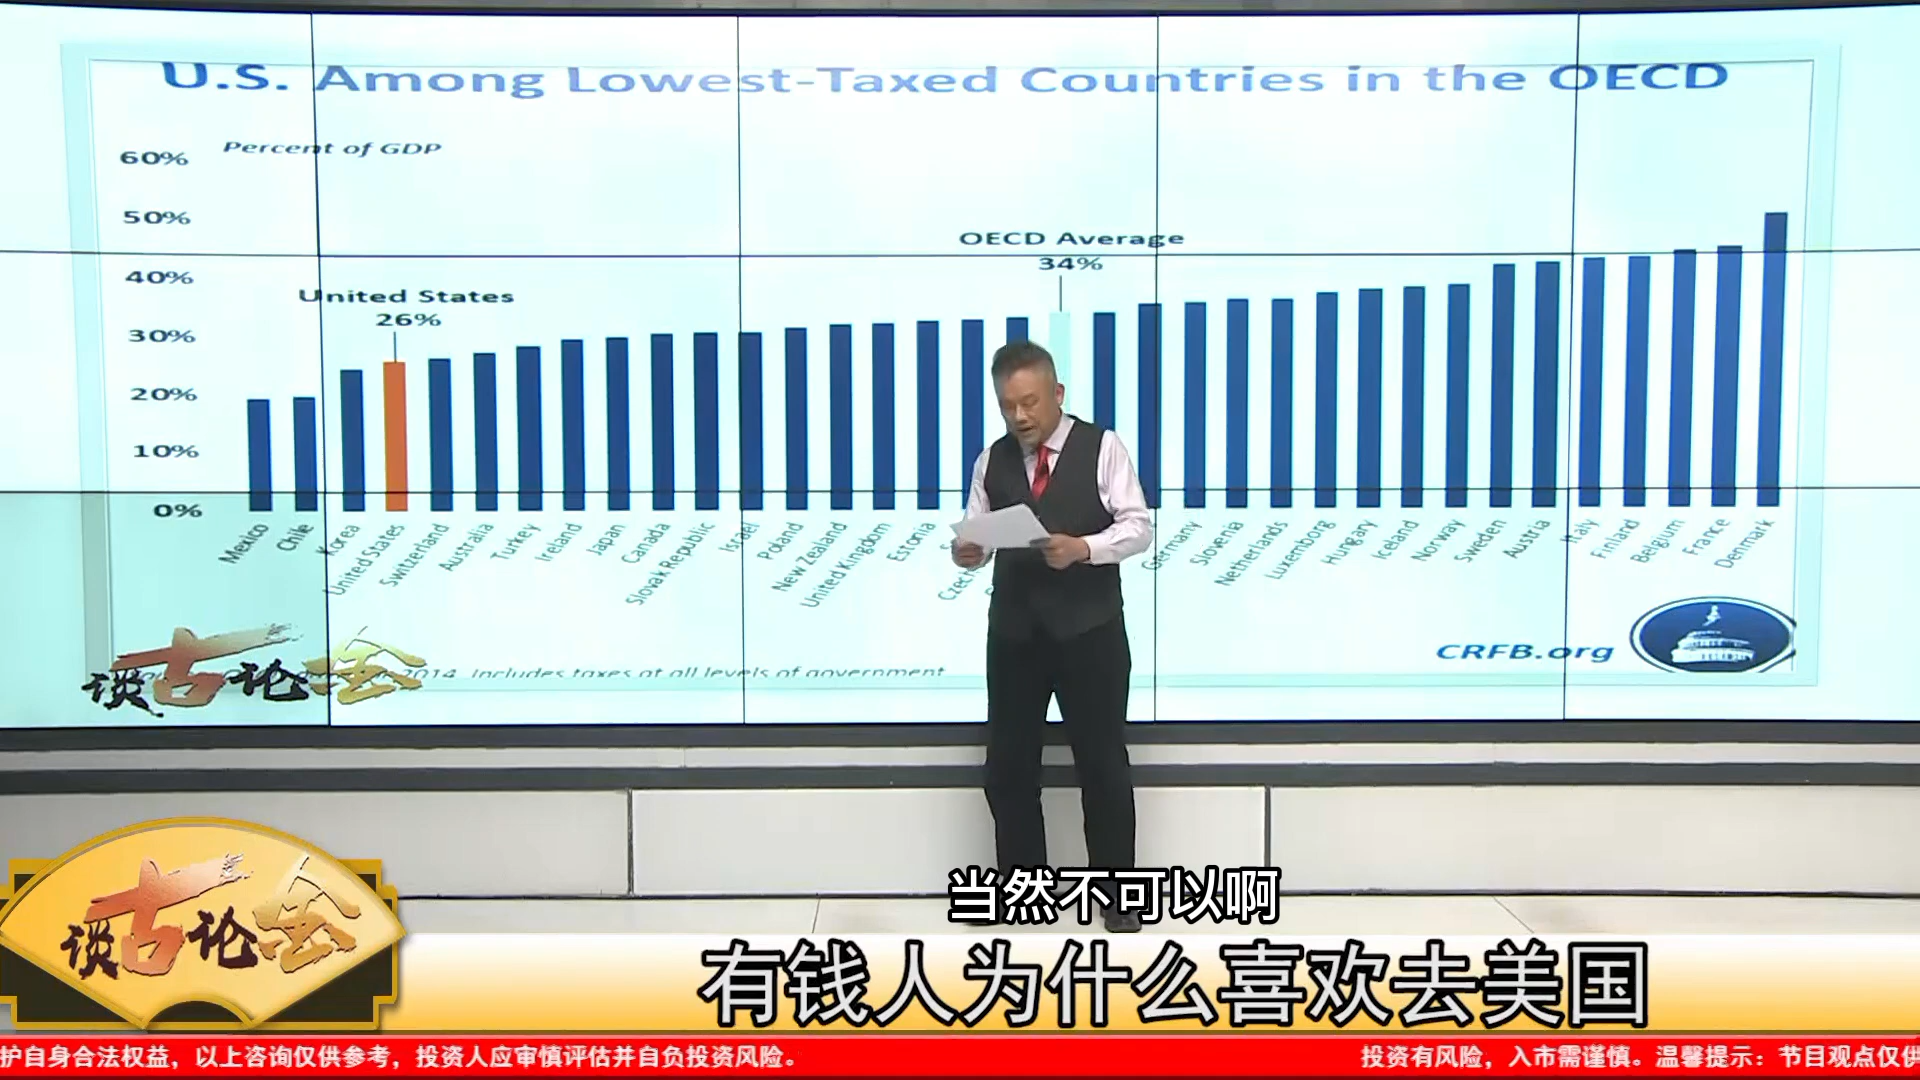 U.S. Among Lowest-Taxed Countries in the OECD
Percent of GDP
60%
50%
40%
30%
20%
10%
0%
United States
26%
OECD Average
34%
Mexico
Chile
Korea
United States
Switzerland
Australia
Turkey
Ireland
Japan
Canada
Slovak Republic
Israel
Poland
New Zealand
United Kingdom
Estonia
Czech
Germany
Slovenia
Netherlands
Luxemborg
Hungary
Iceland
Norway
Sweden
Austria
Italy
Finland
Belgium
France
Denmark
CRFB.org
2014. Includes taxes at all levels of government
谈古论金
谈古论金
当然不可以啊
有钱人为什么喜欢去美国
护自身合法权益，以上咨询仅供参考，投资人应审慎评估并自负投资风险。
投资有风险，入市需谨慎。温馨提示：节目观点仅供